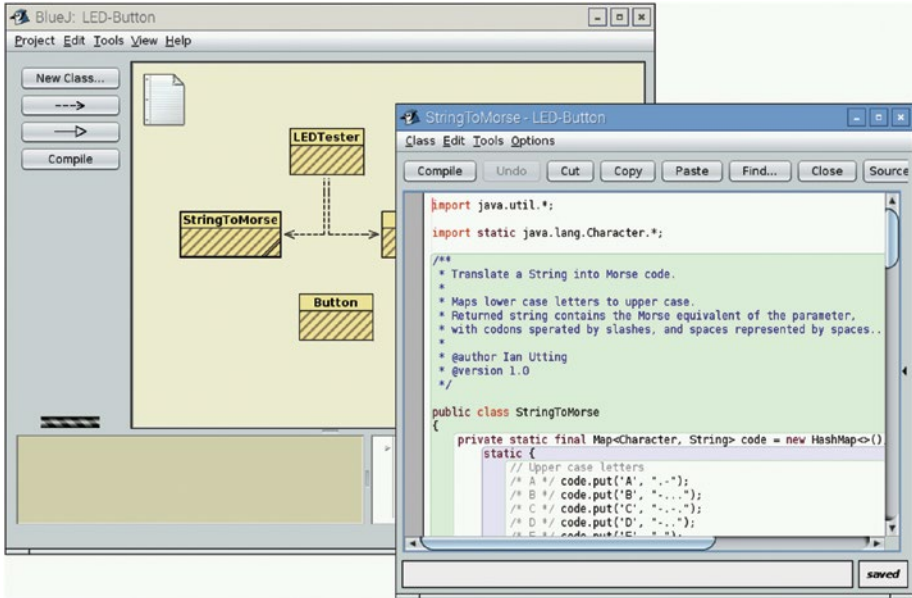 BlueJ: LED-Button
Project Edit Tools View Help
New Class...
Compile
LEDTester
StringToMorse
Button
StringToMorse - LED-Button
Class Edit Tools Options
Compile Undo Cut Copy Paste Find... Close Source
import java.util.*;
import static java.lang.Character.*;
/**
* Translate a String into Morse code.
*
* Maps lower case letters to upper case.
* Returned string contains the Morse equivalent of the parameter,
* with codons sperated by slashes, and spaces represented by spaces..
*
* @author Ian Utting
* @version 1.0
*/
public class StringToMorse
{
private static final Map<Character, String> code = new HashMap<>()
static {
// Upper case letters
/* A */ code.put('A', ".-");
/* B */ code.put('B', "-...");
/* C */ code.put('C', "-.-.");
/* D */ code.put('D', "-..");
saved